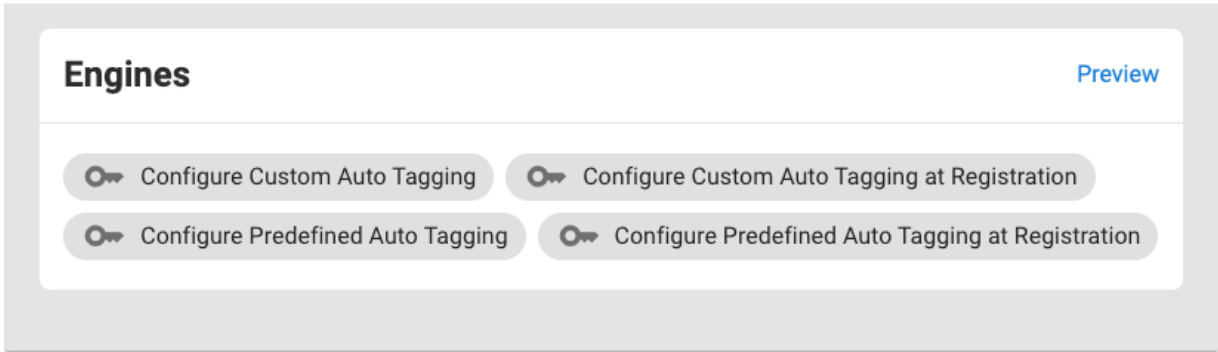 Engines
Preview
Configure Custom Auto Tagging
Configure Custom Auto Tagging at Registration
Configure Predefined Auto Tagging
Configure Predefined Auto Tagging at Registration